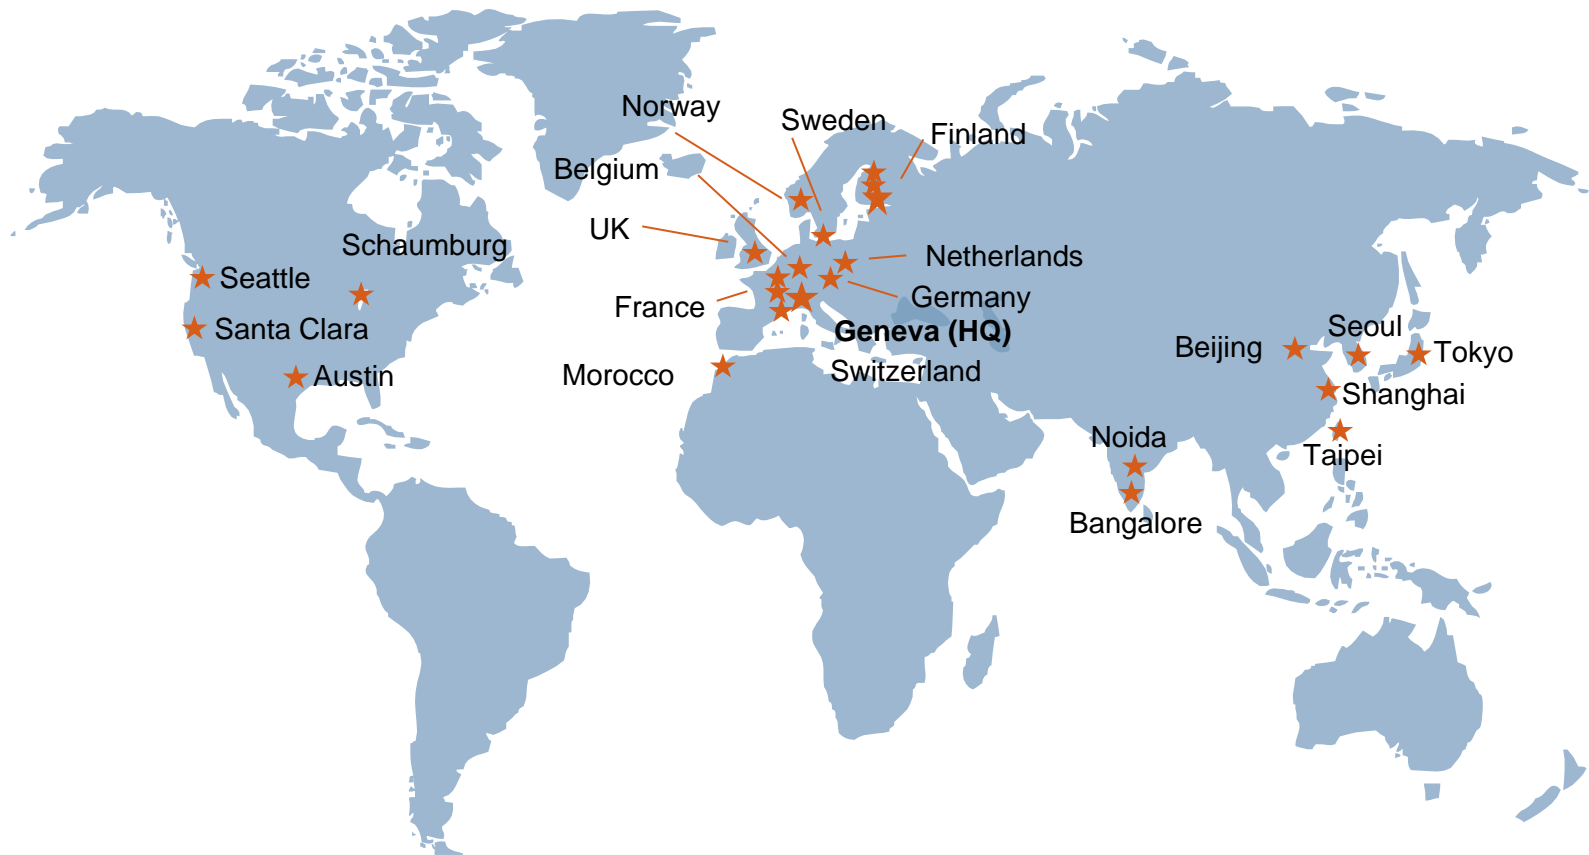 Norway
Sweden
Finland
Belgium
UK
Schaumburg
Netherlands
Seattle
Germany
France
Santa Clara
Geneva (HQ)
Seoul
Beijing
Tokyo
Switzerland
Morocco
Austin
Shanghai
Noida
Taipei
Bangalore